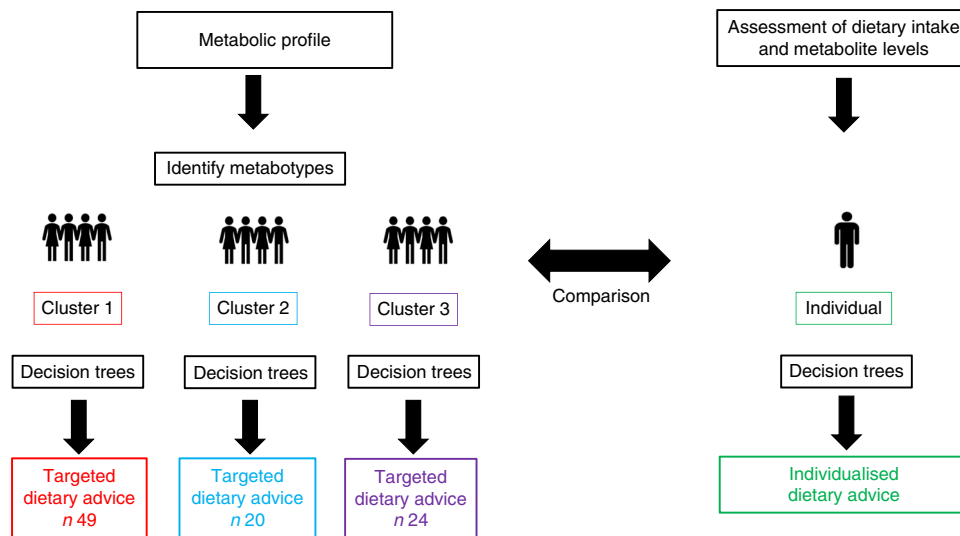 Metabolic profile
Assessment of dietary intake
and metabolite levels
Identify metabotypes
Cluster 1
Cluster 2
Cluster 3
Comparison
Individual
Decision trees
Decision trees
Decision trees
Decision trees
Targeted
dietary advice
n 49
Targeted
dietary advice
n 20
Targeted
dietary advice
n 24
Individualised
dietary advice